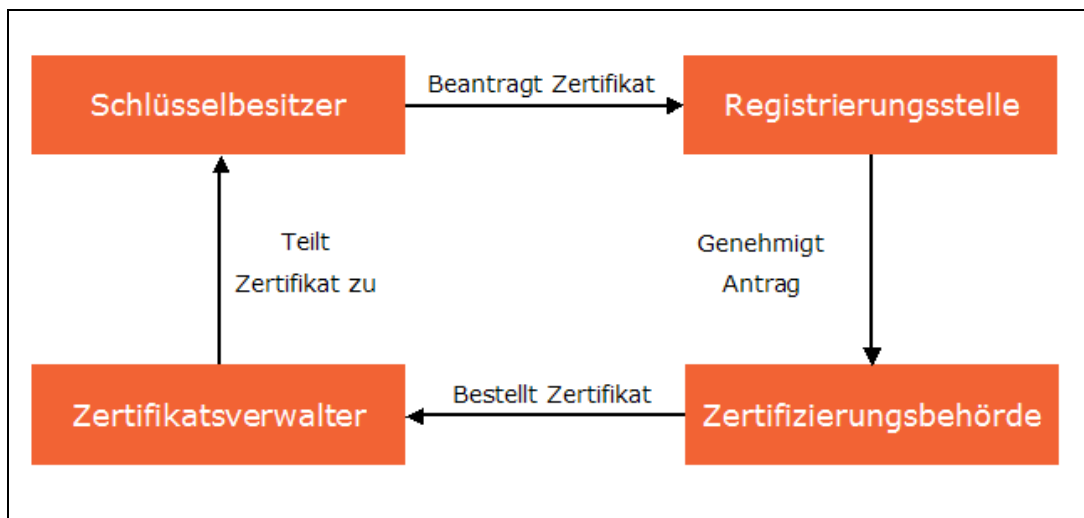 Schlüsselbesitzer
Beantragt Zertifikat
Registrierungsstelle
Teilt
Zertifikat zu
Genehmigt
Antrag
Zertifikatsverwalter
Bestellt Zertifikat
Zertifizierungsbehörde